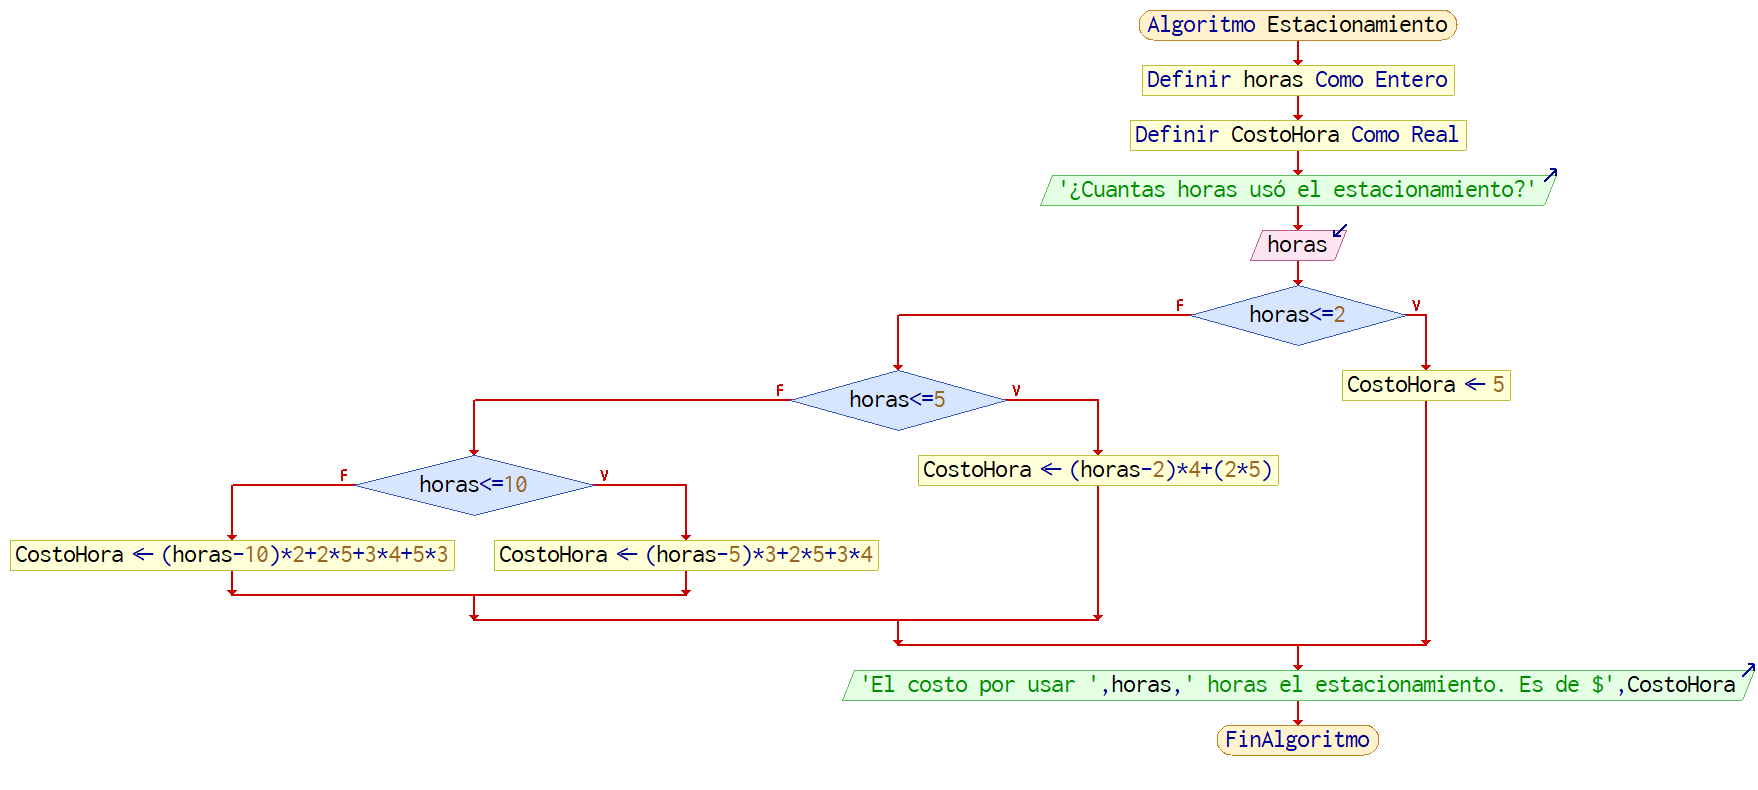 Algoritmo Estacionamiento
Definir horas Como Entero
Definir CostoHora Como Real
'¿Cuantas horas usó el estacionamiento?'
horas
horas<=2
F
V
CostoHora ← 5
horas<=5
F
V
CostoHora ← (horas-2)*4+(2*5)
horas<=10
F
V
CostoHora ← (horas-10)*2+2*5+3*4+5*3
CostoHora ← (horas-5)*3+2*5+3*4
'El costo por usar ',horas,' horas el estacionamiento. Es de $',CostoHora
FinAlgoritmo